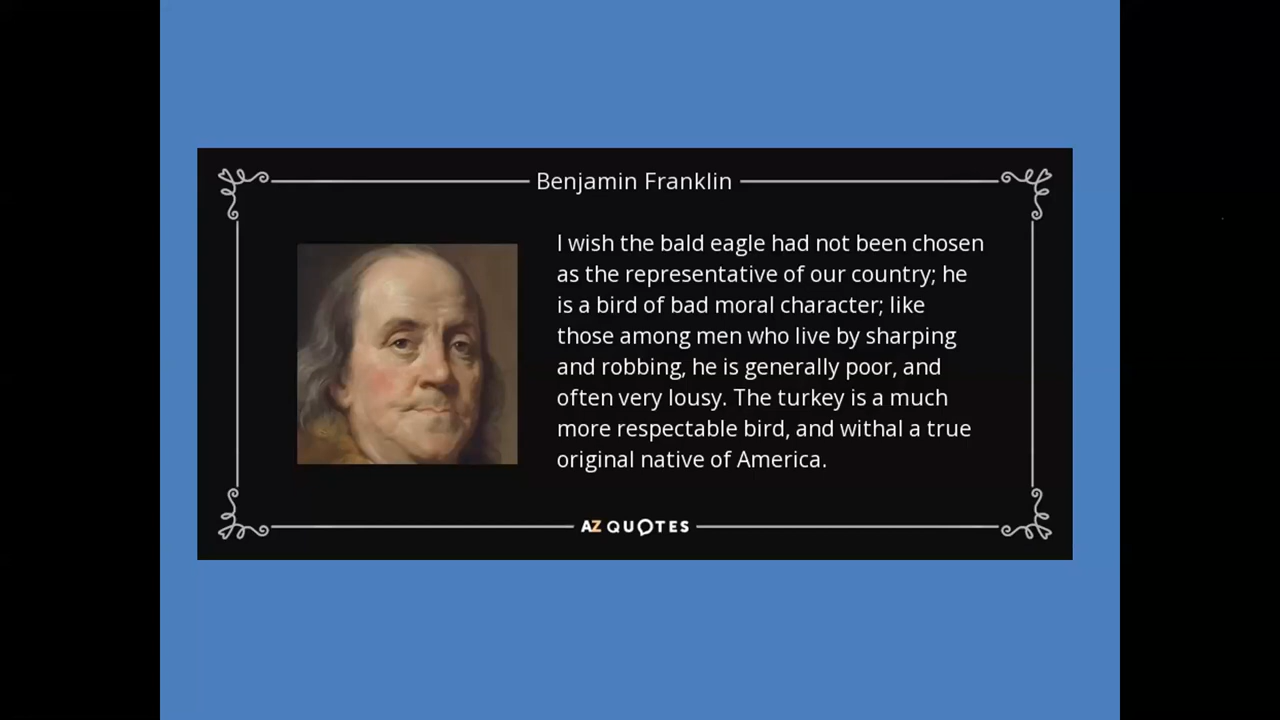 Benjamin Franklin
I wish the bald eagle had not been chosen
as the representative of our country; he
is a bird of bad moral character; like
those among men who live by sharping
and robbing, he is generally poor, and
often very lousy. The turkey is a much
more respectable bird, and withal a true
original native of America.
AZ QUOTES